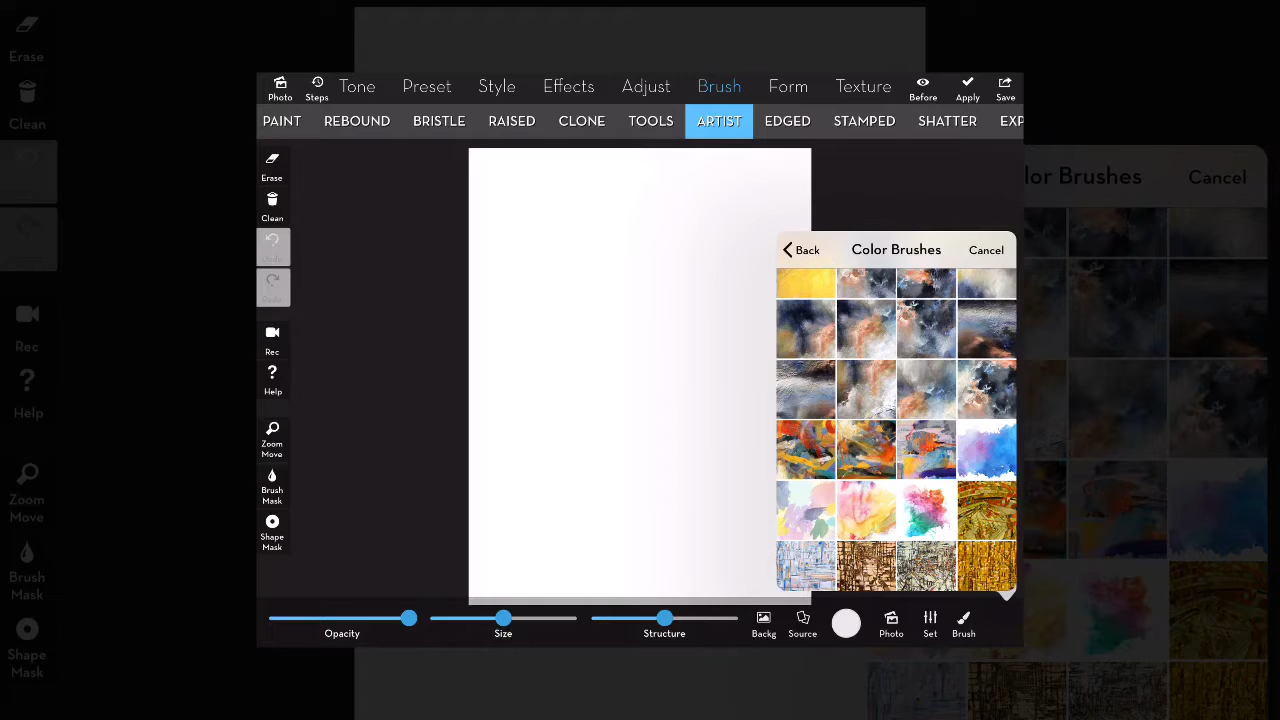 Tone Preset Style Effects Adjust Brush Form Texture
Photo Steps Before Apply Save
PAINT REBOUND BRISTLE RAISED CLONE TOOLS ARTIST EDGED STAMPED SHATTER EXP
Erase
Clean
Undo
Redo
Rec
Help
Zoom
Move
Brush
Mask
Shape
Mask
Back Color Brushes Cancel
Opacity Size Structure Backg Source Photo Set Brush
Erase
Clean
Rec
Help
Zoom
Move
Brush
Mask
Shape
Mask
lor Brushes Cancel